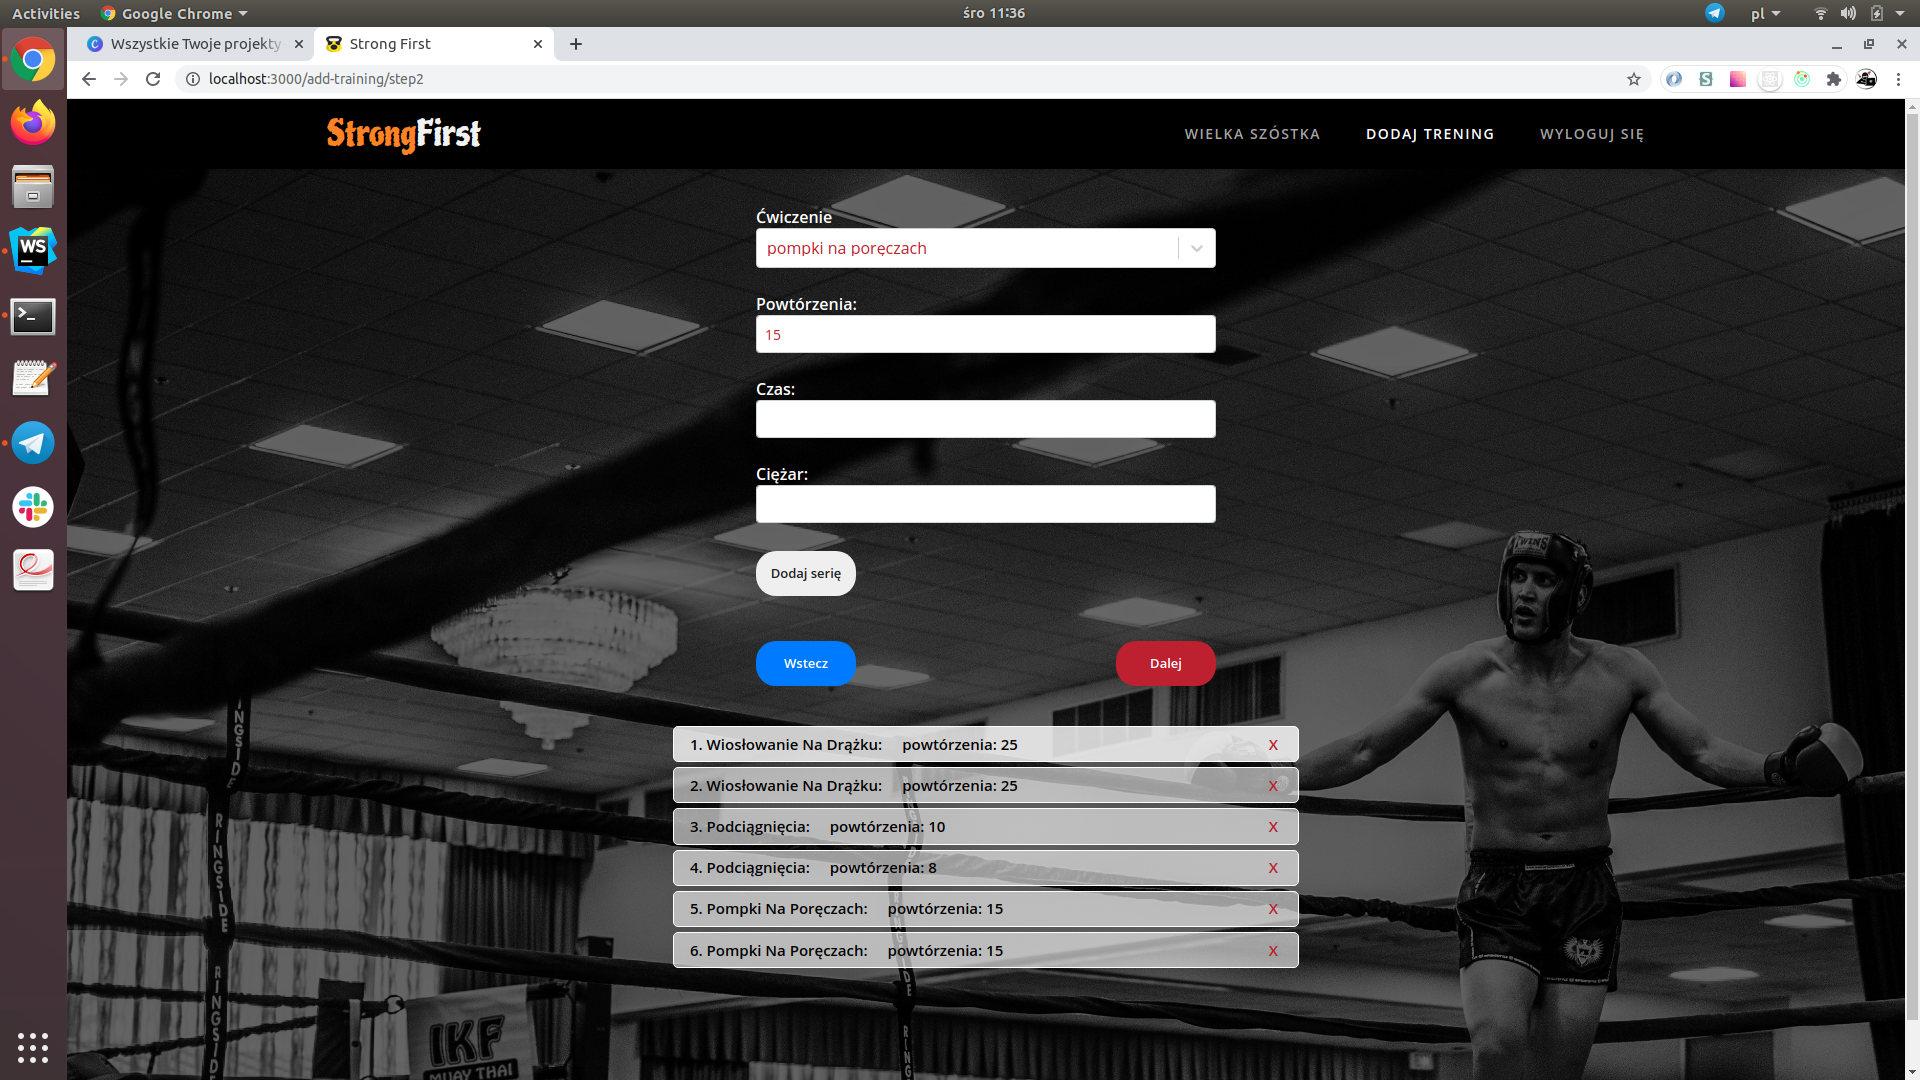 Activities
Google Chrome
śro 11:36
pl
Wszystkie Twoje projekty
Strong First
localhost:3000/add-training/step2
StrongFirst
WIELKA SZÓSTKA
DODAJ TRENING
WYLOGUJ SIĘ
Ćwiczenie
pompki na poręczach
Powtórzenia:
15
Czas:
Ciężar:
Dodaj serię
Wstecz
Dalej
1. Wiosłowanie Na Drążku: powtórzenia: 25 X
2. Wiosłowanie Na Drążku: powtórzenia: 25 X
3. Podciągnięcia: powtórzenia: 10 X
4. Podciągnięcia: powtórzenia: 8 X
5. Pompki Na Poręczach: powtórzenia: 15 X
6. Pompki Na Poręczach: powtórzenia: 15 X
WS
TWINS
RINGSIDE
RINGSIDE
IKF
MUAY THAI
RING